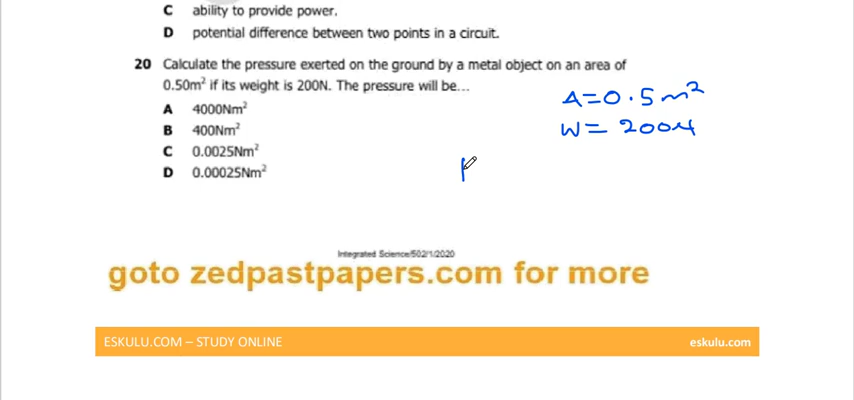 C ability to provide power.
D potential difference between two points in a circuit.
20 Calculate the pressure exerted on the ground by a metal object on an area of
0.50m² if its weight is 200N. The pressure will be...
A 4000Nm²
B 400Nm²
C 0.0025Nm²
D 0.00025Nm²
A=0.5m²
W=200N
Integrated Science/502/1/2020
goto zedpastpapers.com for more
ESKULU.COM – STUDY ONLINE
eskulu.com